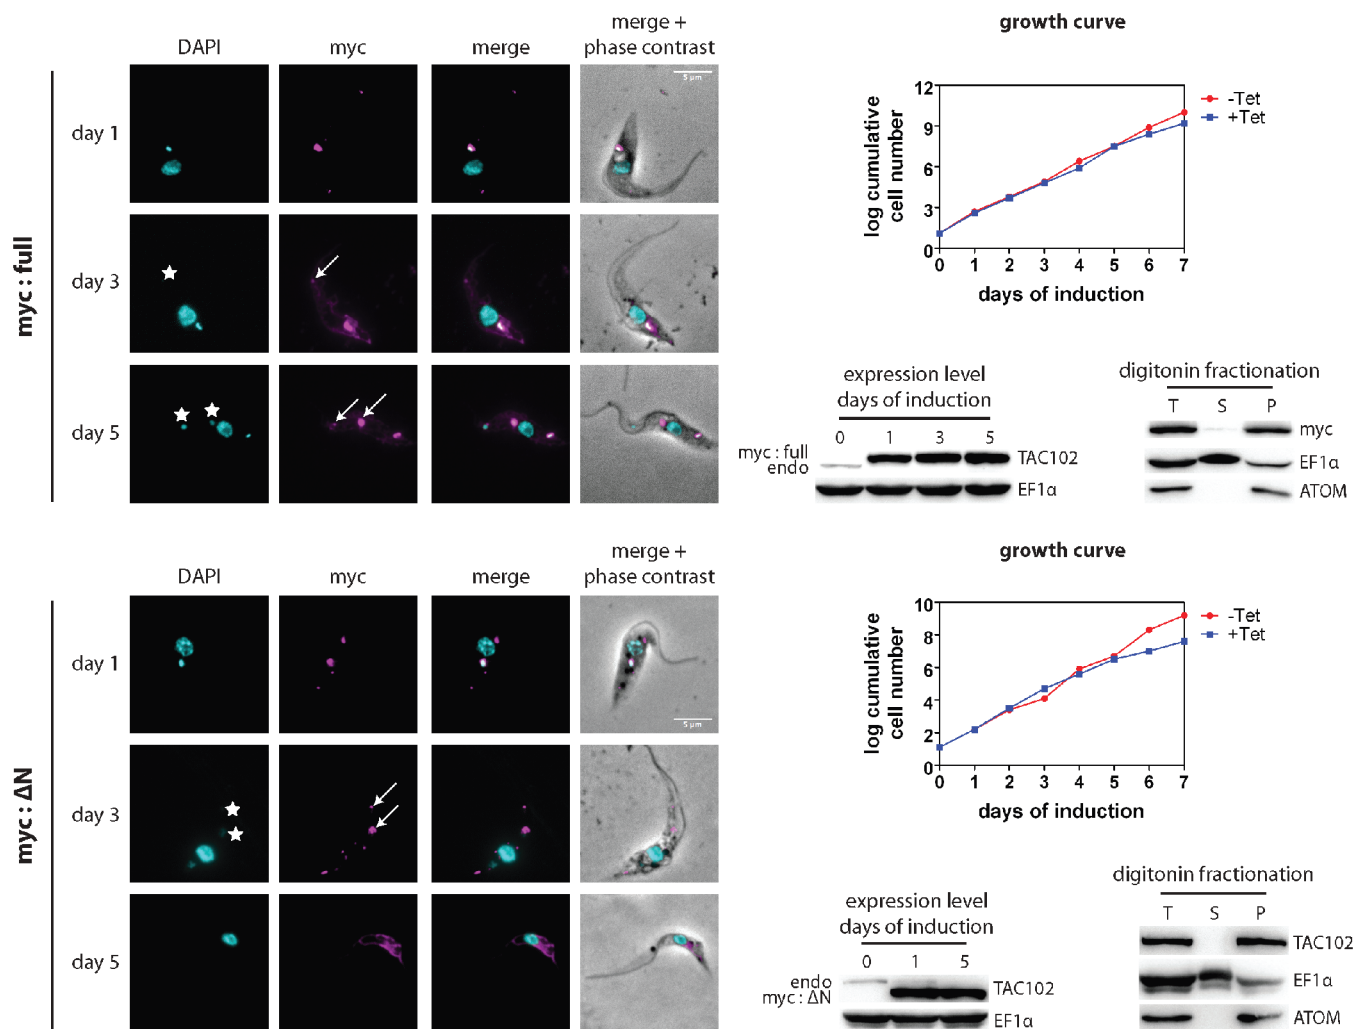 DAPI
myc
merge
merge +
phase contrast
myc : full
day 1
5 µm
day 3
day 5
growth curve
log cumulative
cell number
12
9
6
3
0
0 1 2 3 4 5 6 7
days of induction
-Tet
+Tet
expression level
days of induction
0 1 3 5
myc : full
endo
TAC102
EF1α
digitonin fractionation
T S P
myc
EF1α
ATOM
DAPI
myc
merge
merge +
phase contrast
myc : ΔN
day 1
5 µm
day 3
day 5
growth curve
log cumulative
cell number
10
8
6
4
2
0
0 1 2 3 4 5 6 7
days of induction
-Tet
+Tet
expression level
days of induction
0 1 5
endo
myc : ΔN
TAC102
EF1α
digitonin fractionation
T S P
TAC102
EF1α
ATOM